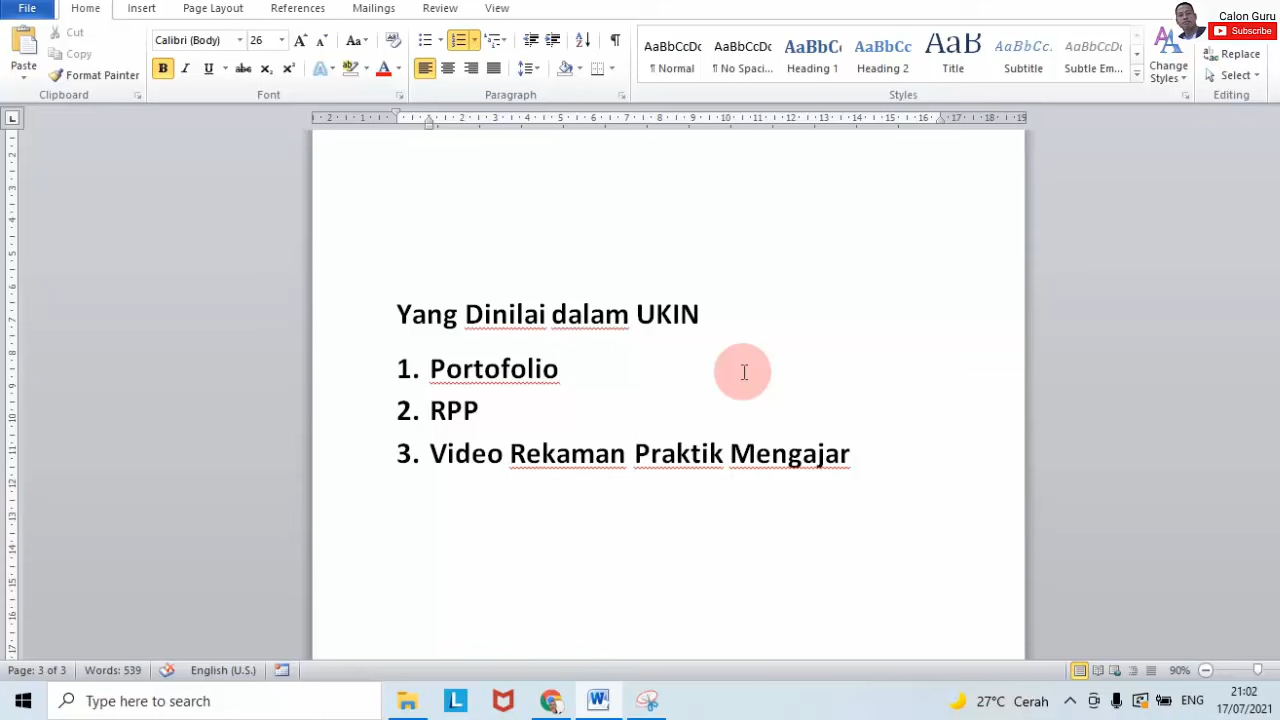 File Home Insert Page Layout References Mailings Review View
Calon Guru
Subscribe
Paste Cut Copy Format Painter
Calibri (Body) 26
AaBbCcDc AaBbCcDc AaBbC( AaBbCc AaB AaBbCc. AaBbCcDc
¶ Normal ¶ No Spaci... Heading 1 Heading 2 Title Subtitle Subtle Em...
Change Styles
Replace
Select
Clipboard Font Paragraph Styles Editing
Yang Dinilai dalam UKIN
1. Portofolio
2. RPP
3. Video Rekaman Praktik Mengajar
Page: 3 of 3 Words: 539 English (U.S.) 90%
Type here to search 27°C Cerah ENG 21:02
17/07/2021